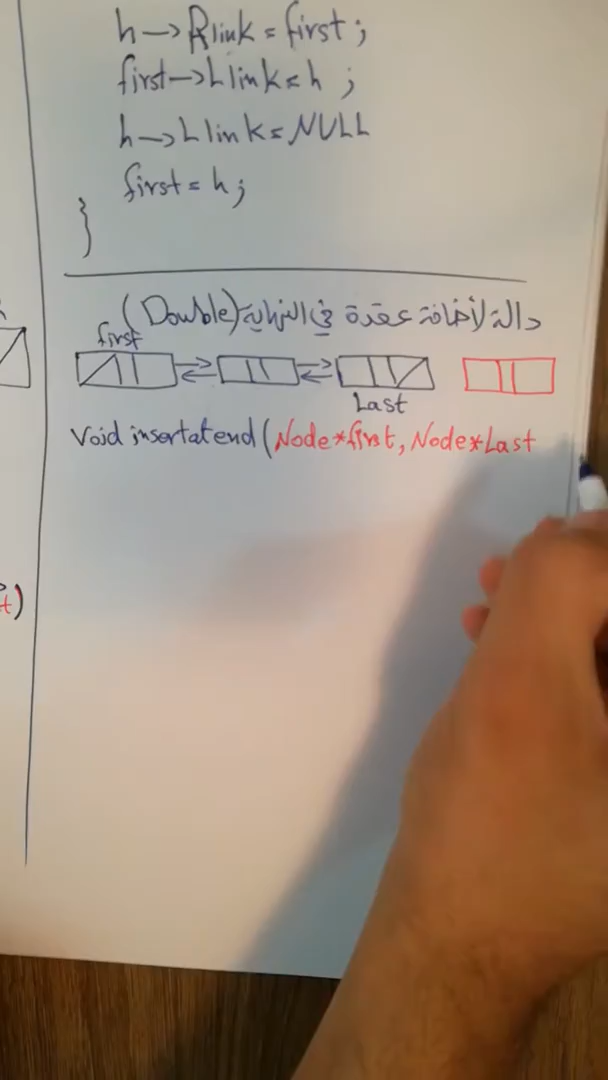 h→Rlink=first;
first→Llink=h ;
h→Llink=NULL
first=h;
}
دالة لأضافة عقدة في النهاية (Double)
first
Last
Void insertatend (Node*first, Node*Last
t)